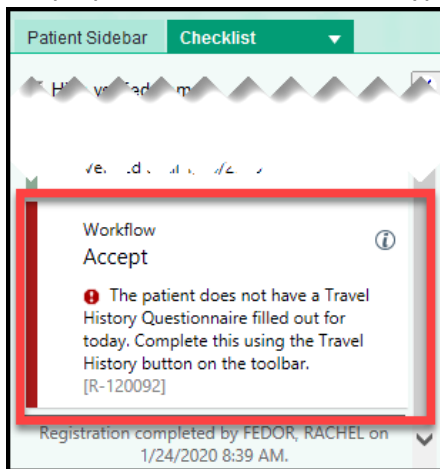 Patient Sidebar Checklist
Workflow
Accept
The patient does not have a Travel
History Questionnaire filled out for
today. Complete this using the Travel
History button on the toolbar.
[R-120092]
Registration completed by FEDOR, RACHEL on
1/24/2020 8:39 AM.